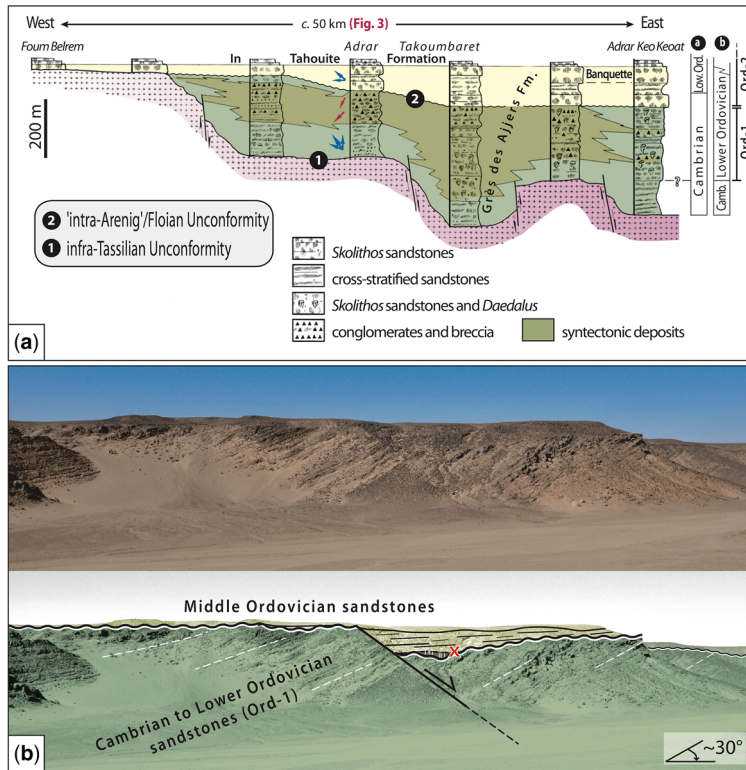 West
c. 50 km (Fig. 3)
East
Foum Belrem
In
Tahouite
Adrar
Takoumbaret
Formation
Adrar Keo Keoat
a
b
Banquette
200 m
2
1
Grès des Ajjers Fm.
Low. Ord.
Cambrian
Lower Ordovician
Camb.
Ord-1
2 'intra-Arenig'/Floian Unconformity
1 infra-Tassilian Unconformity
Skolithos sandstones
cross-stratified sandstones
Skolithos sandstones and Daedalus
conglomerates and breccia
syntectonic deposits
(a)
Middle Ordovician sandstones
X
Cambrian to Lower Ordovician
sandstones (Ord-1)
~30°
(b)